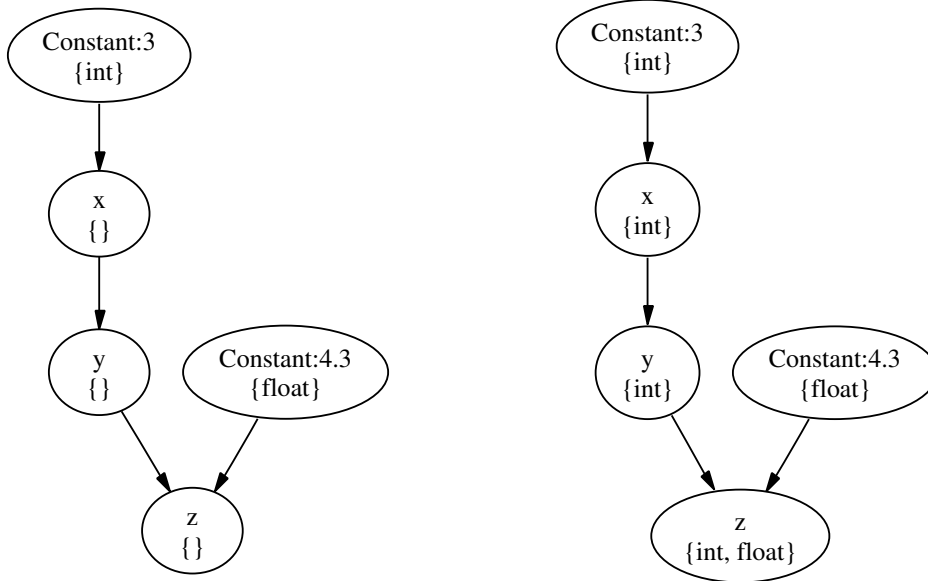 Constant:3
{int}
x
{}
y
{}
Constant:4.3
{float}
z
{}
Constant:3
{int}
x
{int}
y
{int}
Constant:4.3
{float}
z
{int, float}